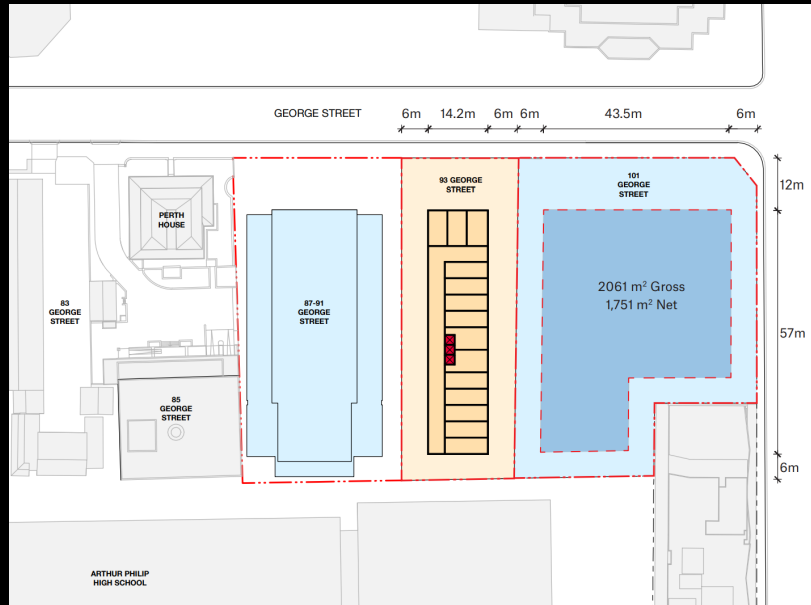 GEORGE STREET
6m
14.2m
6m
6m
43.5m
6m
93 GEORGE
STREET
101
GEORGE
STREET
12m
PERTH
HOUSE
2061 m² Gross
1,751 m² Net
83
GEORGE
STREET
87-91
GEORGE
STREET
57m
85
GEORGE
STREET
6m
ARTHUR PHILIP
HIGH SCHOOL